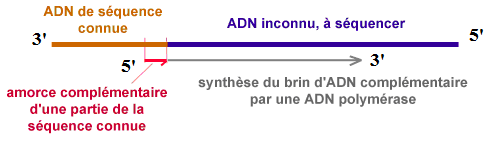 ADN de séquence
connue
ADN inconnu, à séquencer
3'
5'
5'
3'
amorce complémentaire
d'une partie de la
séquence connue
synthèse du brin d'ADN complémentaire
par une ADN polymérase